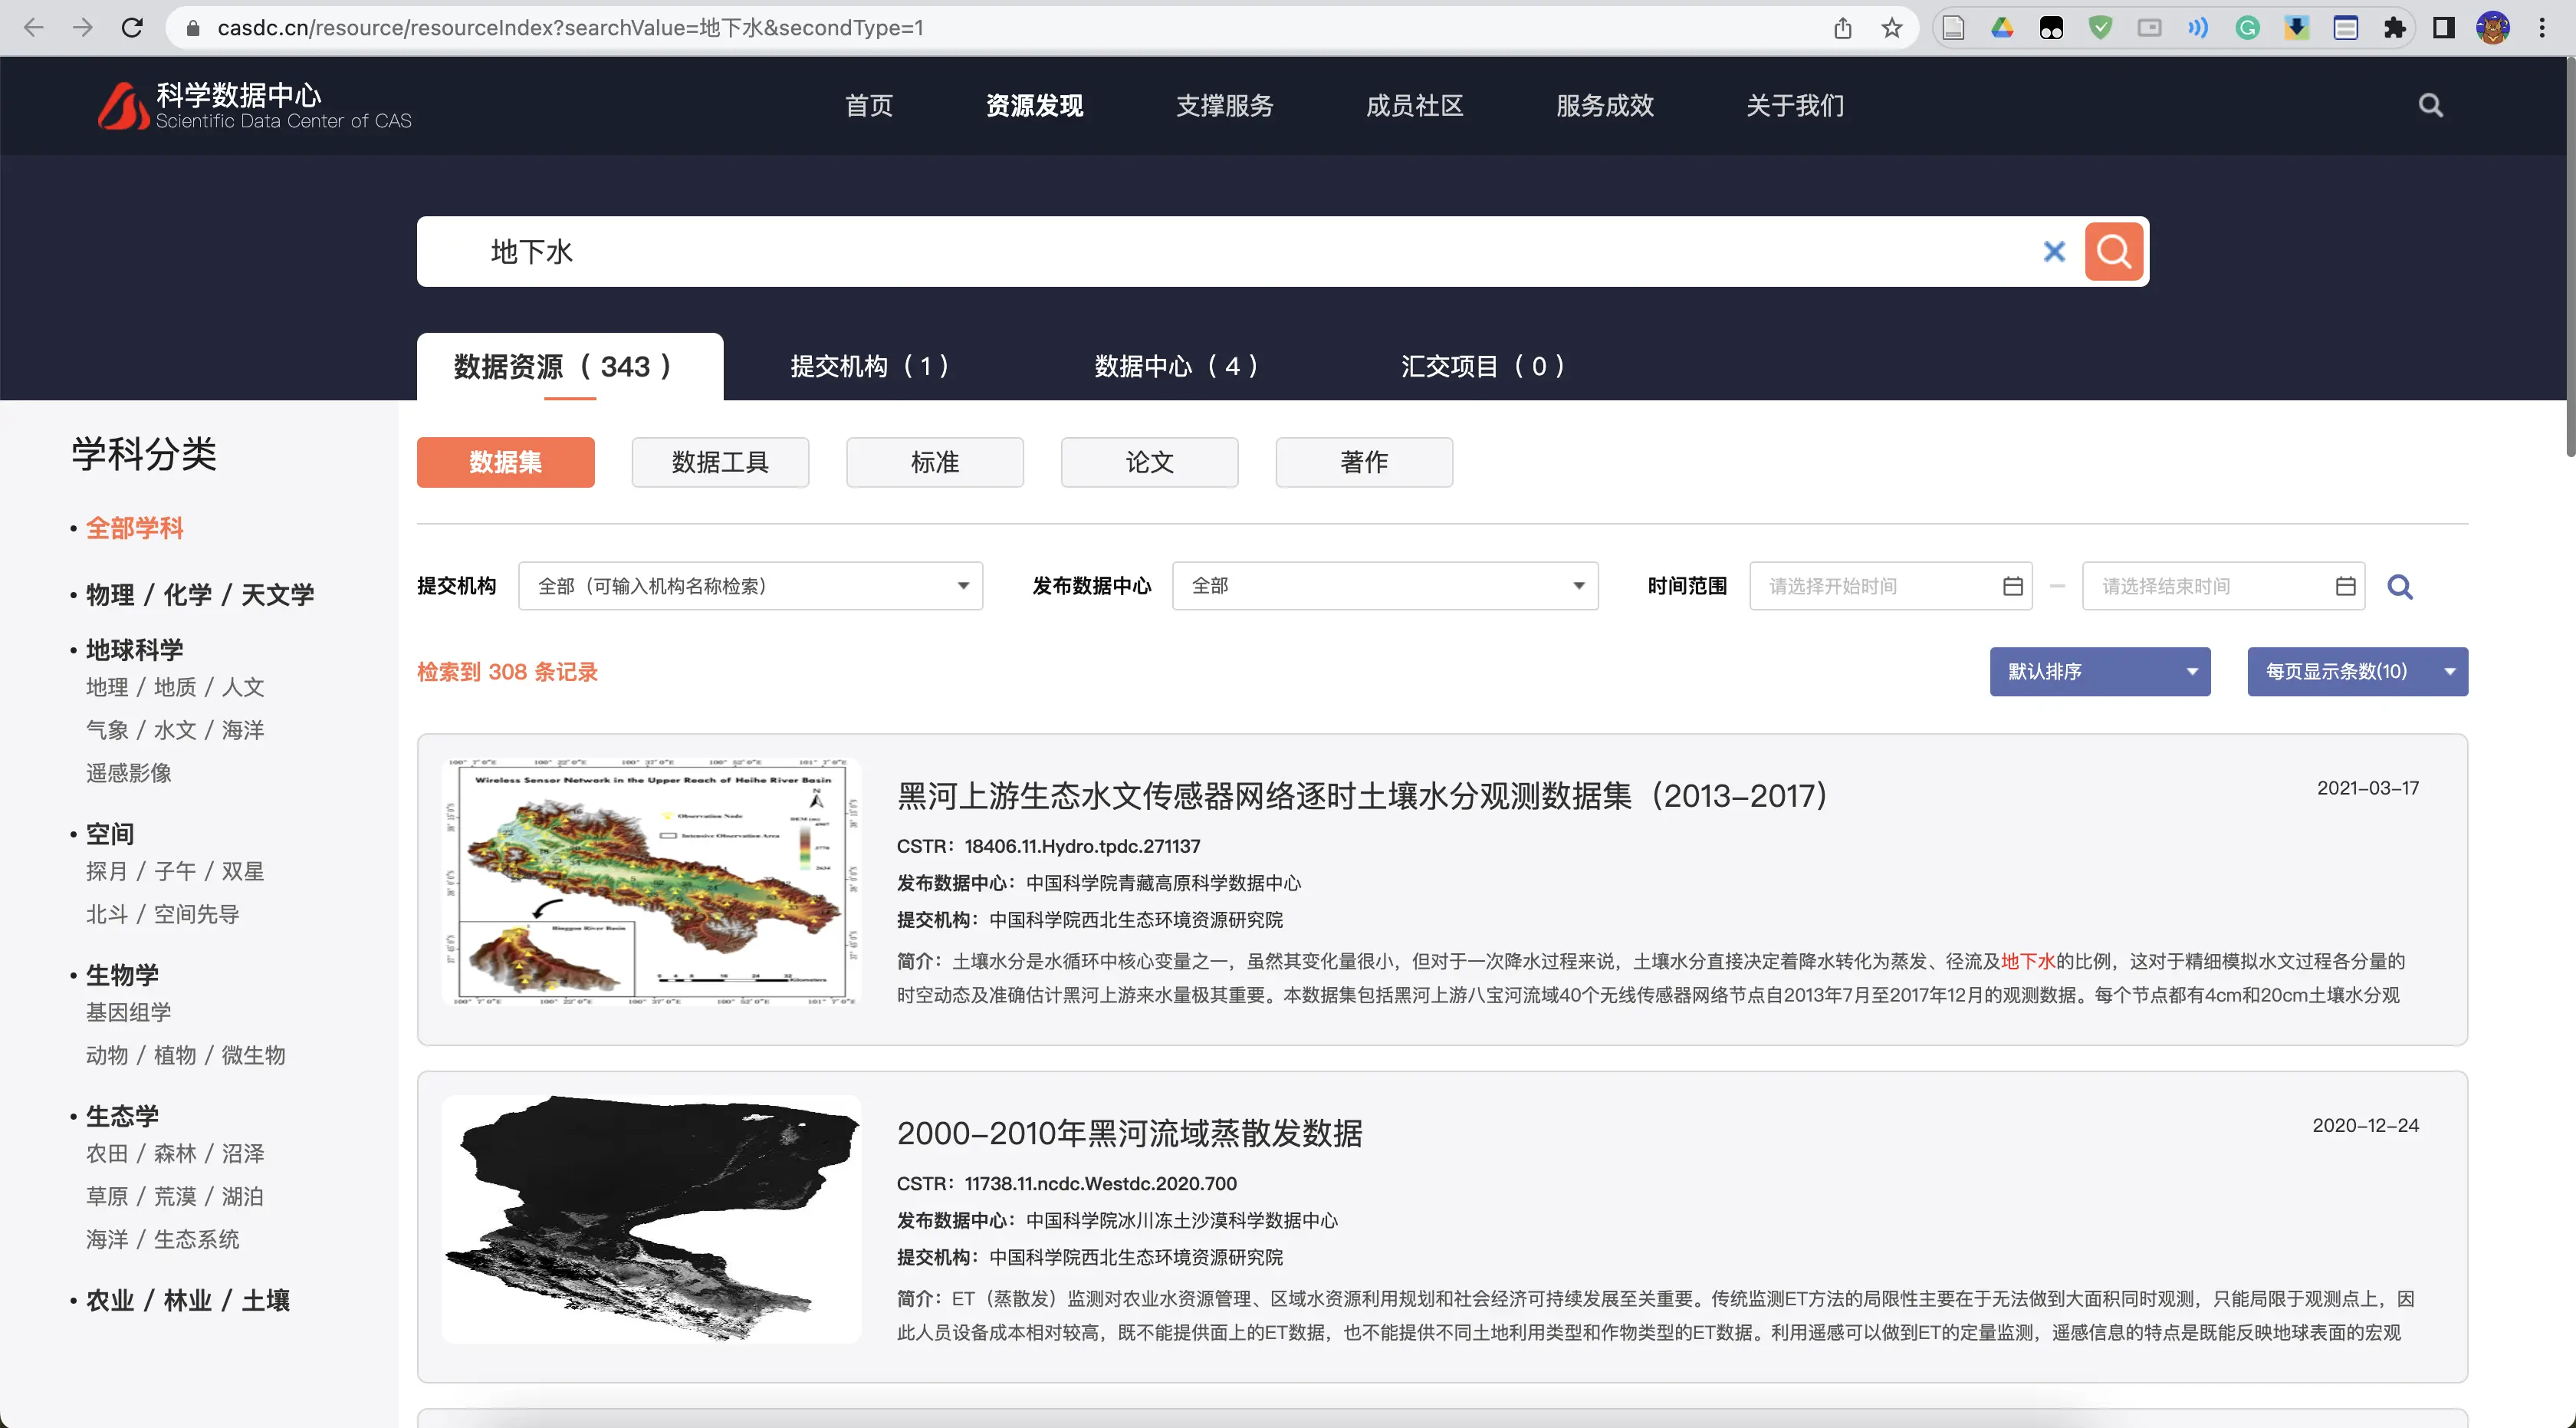 casdc.cn/resource/resourceIndex?searchValue=地下水&secondType=1
科学数据中心
Scientific Data Center of CAS
首页
资源发现
支撑服务
成员社区
服务成效
关于我们
地下水
数据资源（ 343 ）
提交机构（ 1 ）
数据中心（ 4 ）
汇交项目（ 0 ）
学科分类
• 全部学科
• 物理 / 化学 / 天文学
• 地球科学
地理 / 地质 / 人文
气象 / 水文 / 海洋
遥感影像
• 空间
探月 / 子午 / 双星
北斗 / 空间先导
• 生物学
基因组学
动物 / 植物 / 微生物
• 生态学
农田 / 森林 / 沼泽
草原 / 荒漠 / 湖泊
海洋 / 生态系统
• 农业 / 林业 / 土壤
数据集
数据工具
标准
论文
著作
提交机构
全部（可输入机构名称检索）
发布数据中心
全部
时间范围
请选择开始时间
—
请选择结束时间
检索到 308 条记录
默认排序
每页显示条数(10)
Wireless Sensor Network in the Upper Reach of Heihe River Basin
N
Observation Node
Intensive Observation Area
Binggou River Basin
Kilometers
100° 7′ 0″E 100° 22′ 0″E 100° 37′ 0″E 100° 52′ 0″E 101° 7′ 0″E
黑河上游生态水文传感器网络逐时土壤水分观测数据集（2013–2017）
2021–03–17
CSTR：18406.11.Hydro.tpdc.271137
发布数据中心：中国科学院青藏高原科学数据中心
提交机构：中国科学院西北生态环境资源研究院
简介：土壤水分是水循环中核心变量之一，虽然其变化量很小，但对于一次降水过程来说，土壤水分直接决定着降水转化为蒸发、径流及地下水的比例，这对于精细模拟水文过程各分量的
时空动态及准确估计黑河上游来水量极其重要。本数据集包括黑河上游八宝河流域40个无线传感器网络节点自2013年7月至2017年12月的观测数据。每个节点都有4cm和20cm土壤水分观
2000–2010年黑河流域蒸散发数据
2020–12–24
CSTR：11738.11.ncdc.Westdc.2020.700
发布数据中心：中国科学院冰川冻土沙漠科学数据中心
提交机构：中国科学院西北生态环境资源研究院
简介：ET（蒸散发）监测对农业水资源管理、区域水资源利用规划和社会经济可持续发展至关重要。传统监测ET方法的局限性主要在于无法做到大面积同时观测，只能局限于观测点上，因
此人员设备成本相对较高，既不能提供面上的ET数据，也不能提供不同土地利用类型和作物类型的ET数据。利用遥感可以做到ET的定量监测，遥感信息的特点是既能反映地球表面的宏观